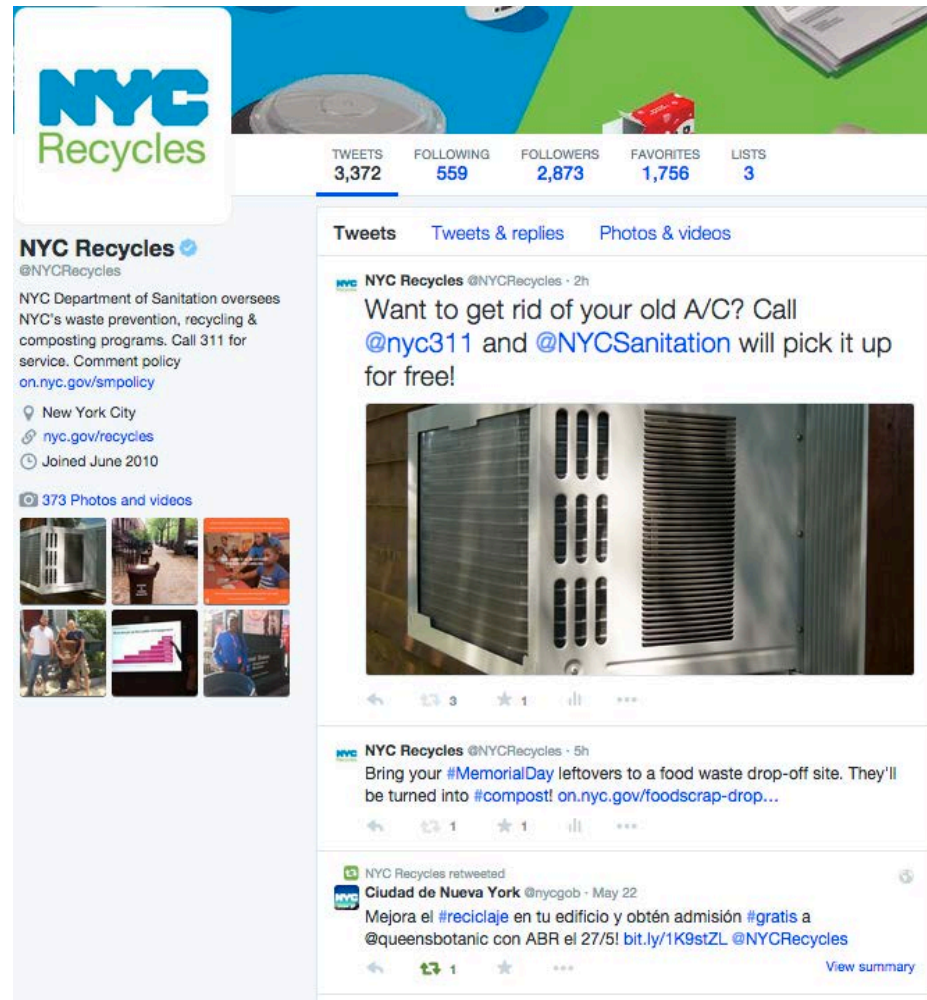 NYC
Recycles
TWEETS
3,372
FOLLOWING
559
FOLLOWERS
2,873
FAVORITES
1,756
LISTS
3
NYC Recycles
@NYCRecycles
NYC Department of Sanitation oversees
NYC's waste prevention, recycling &
composting programs. Call 311 for
service. Comment policy
on.nyc.gov/smpolicy
New York City
nyc.gov/recycles
Joined June 2010
373 Photos and videos
Tweets Tweets & replies Photos & videos
NYC Recycles @NYCRecycles · 2h
Want to get rid of your old A/C? Call
@nyc311 and @NYCSanitation will pick it up
for free!
3 1
NYC Recycles @NYCRecycles · 5h
Bring your #MemorialDay leftovers to a food waste drop-off site. They'll
be turned into #compost! on.nyc.gov/foodscrap-drop...
1 1
NYC Recycles retweeted
Ciudad de Nueva York @nycgob · May 22
Mejora el #reciclaje en tu edificio y obtén admisión #gratis a
@queensbotanic con ABR el 27/5! bit.ly/1K9stZL @NYCRecycles
1
View summary